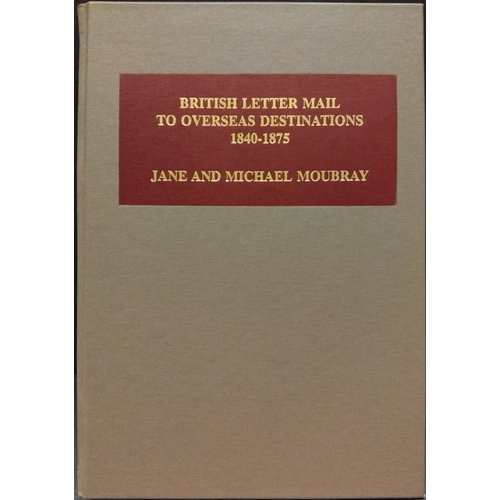 BRITISH LETTER MAIL
TO OVERSEAS DESTINATIONS
1840-1875
JANE AND MICHAEL MOUBRAY